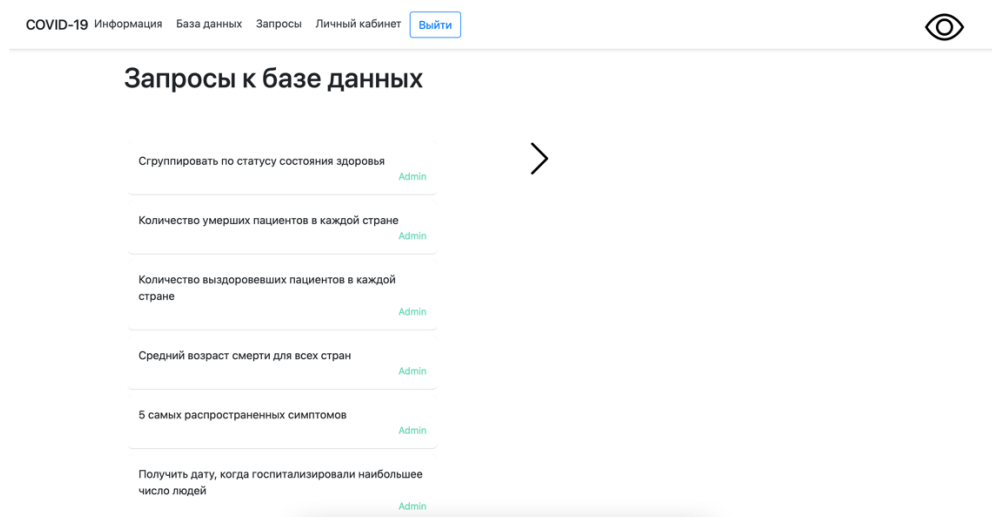 COVID-19 Информация База данных Запросы Личный кабинет Выйти
Запросы к базе данных
Сгруппировать по статусу состояния здоровья
Admin
Количество умерших пациентов в каждой стране
Admin
Количество выздоровевших пациентов в каждой
стране
Admin
Средний возраст смерти для всех стран
Admin
5 самых распространенных симптомов
Admin
Получить дату, когда госпитализировали наибольшее
число людей
Admin